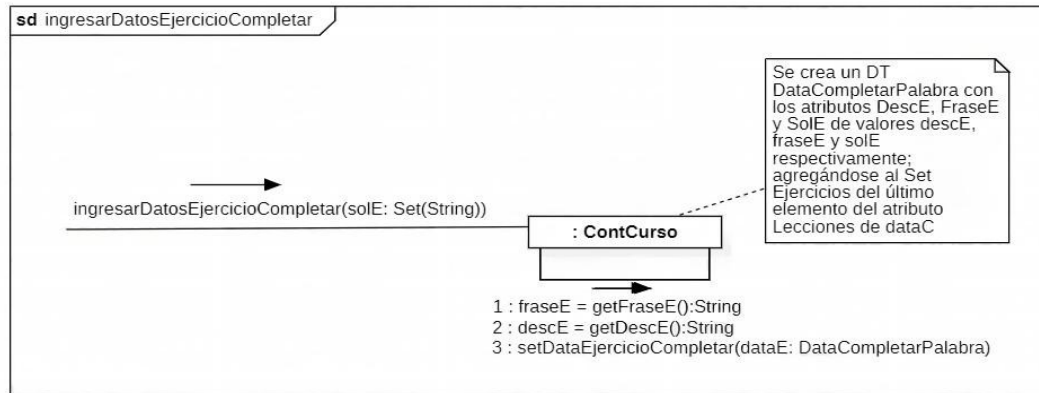 sd ingresarDatosEjercicioCompletar
Se crea un DT
DataCompletarPalabra con
los atributos DescE, FraseE
y SolE de valores descE,
fraseE y solE
respectivamente;
agregándose al Set
Ejercicios del último
elemento del atributo
Lecciones de dataC
ingresarDatosEjercicioCompletar(solE: Set(String))
: ContCurso
1 : fraseE = getFraseE():String
2 : descE = getDescE():String
3 : setDataEjercicioCompletar(dataE: DataCompletarPalabra)